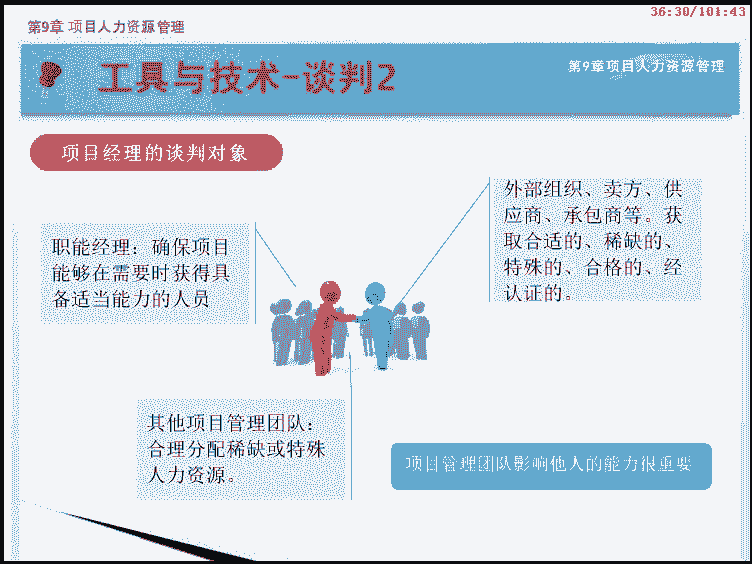 36:30/101:43
第9章 项目人力资源管理
工具与技术-谈判2
第9章项目人力资源管理
项目经理的谈判对象
职能经理：确保项目
能够在需要时获得具
备适当能力的人员
外部组织、卖方、供
应商、承包商等。获
取合适的、稀缺的、
特殊的、合格的、经
认证的。
其他项目管理团队：
合理分配稀缺或特殊
人力资源。
项目管理团队影响他人的能力很重要